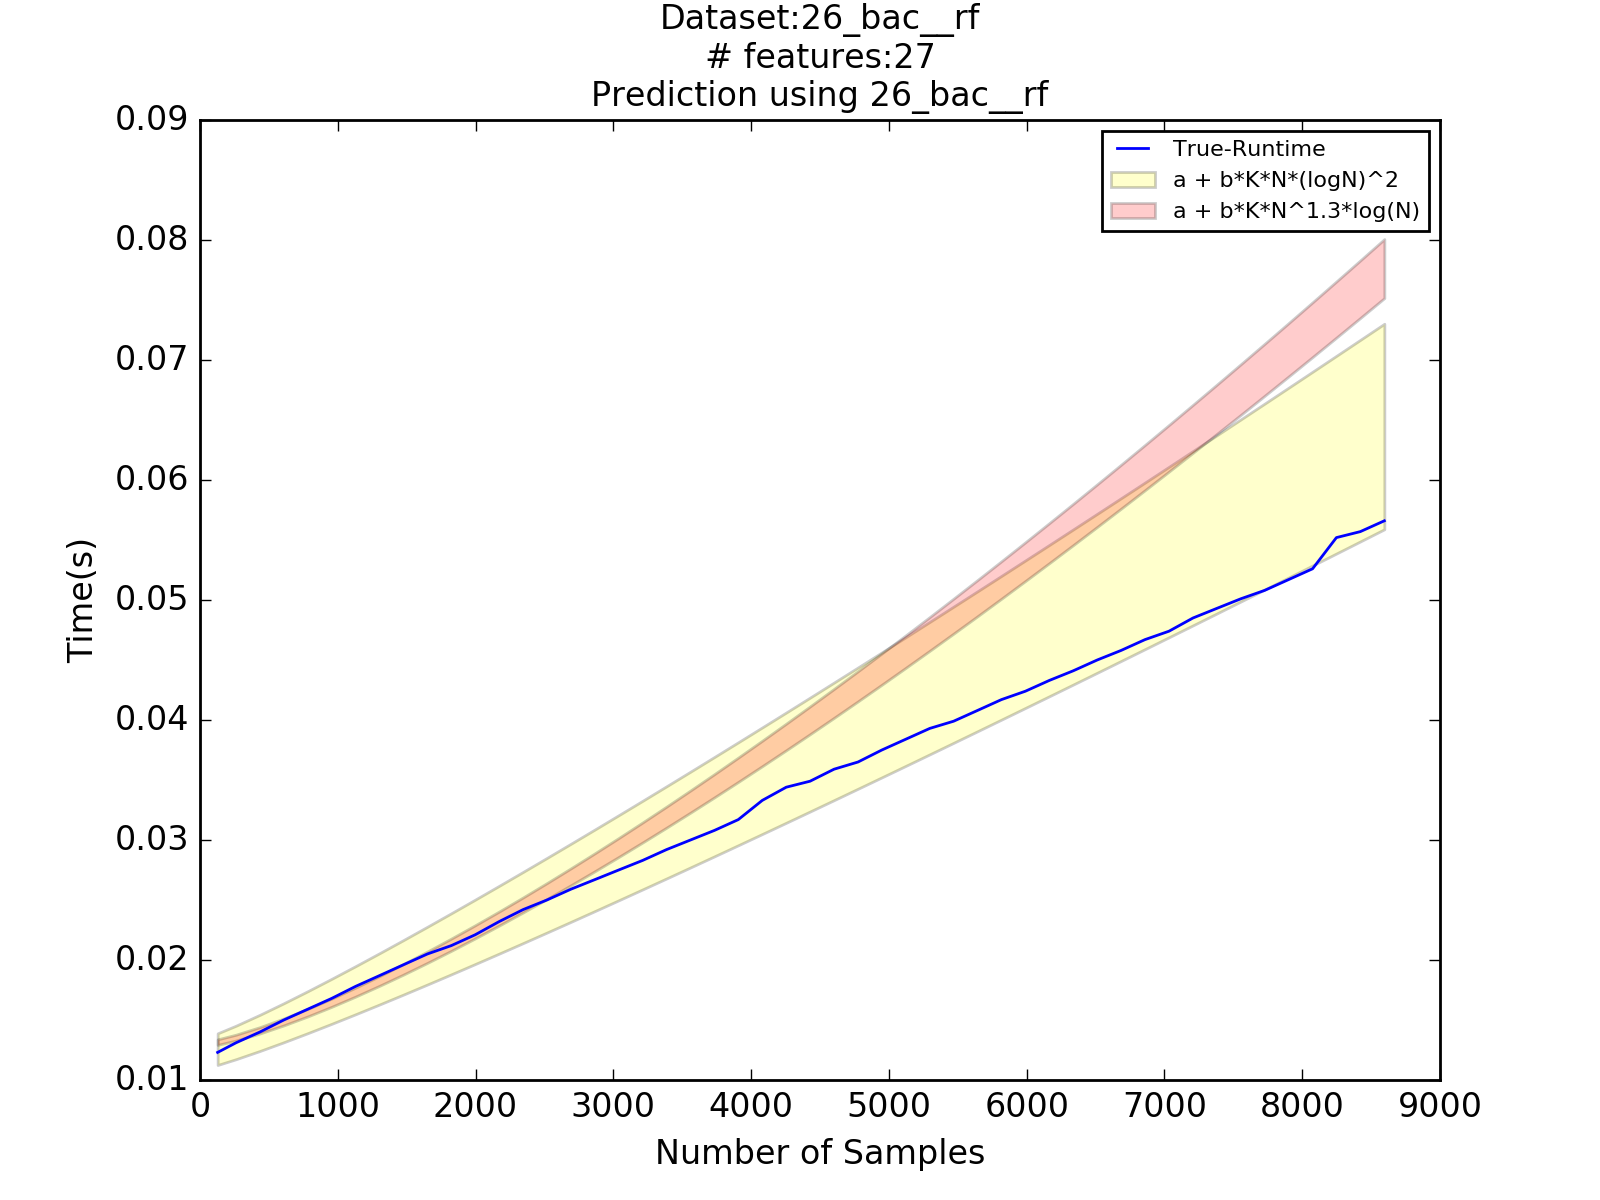 Dataset:26_bac__rf
# features:27
Prediction using 26_bac__rf
True-Runtime
a + b*K*N*(logN)^2
a + b*K*N^1.3*log(N)
0.09
0.08
0.07
0.06
0.05
0.04
0.03
0.02
0.01
Time(s)
0 1000 2000 3000 4000 5000 6000 7000 8000 9000
Number of Samples